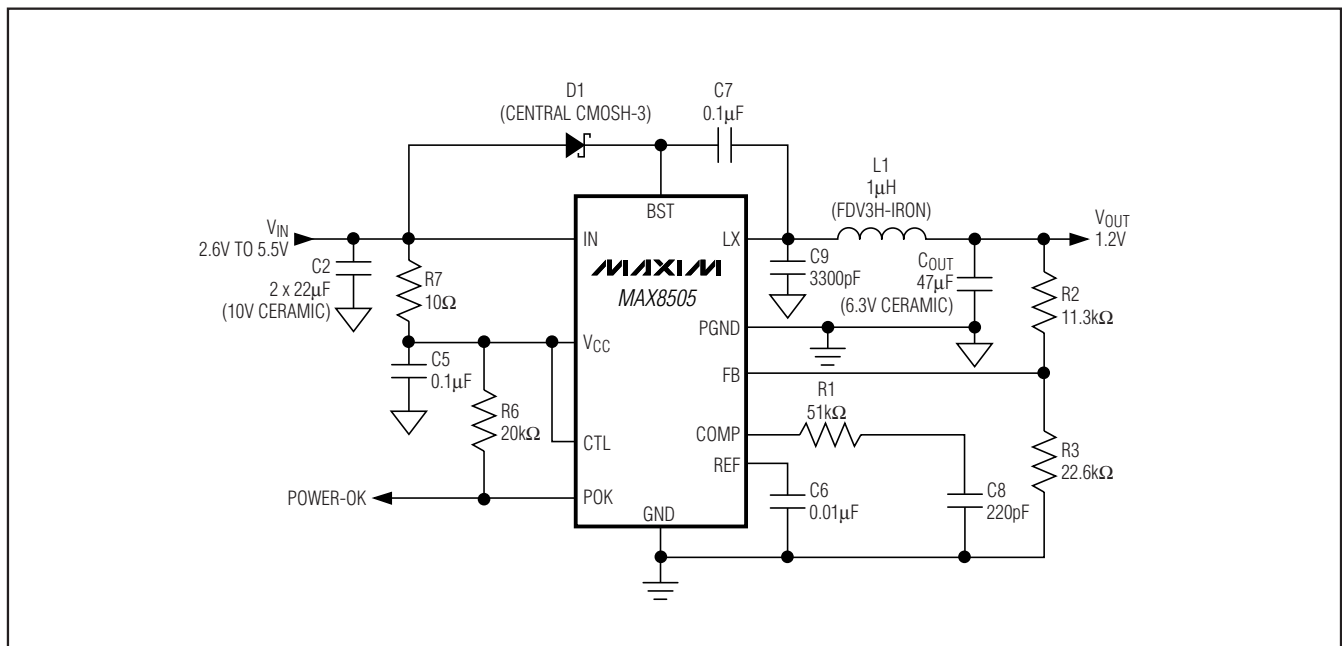 D1
(CENTRAL CMOSH-3)
C7
0.1µF
L1
1µH
(FDV3H-IRON)
VIN
2.6V TO 5.5V
C2
2 x 22µF
(10V CERAMIC)
R7
10Ω
C5
0.1µF
R6
20kΩ
POWER-OK
BST
IN
LX
MAXIM
MAX8505
PGND
VCC
FB
CTL
COMP
REF
POK
GND
C9
3300pF
COUT
47µF
(6.3V CERAMIC)
VOUT
1.2V
R2
11.3kΩ
R1
51kΩ
R3
22.6kΩ
C6
0.01µF
C8
220pF